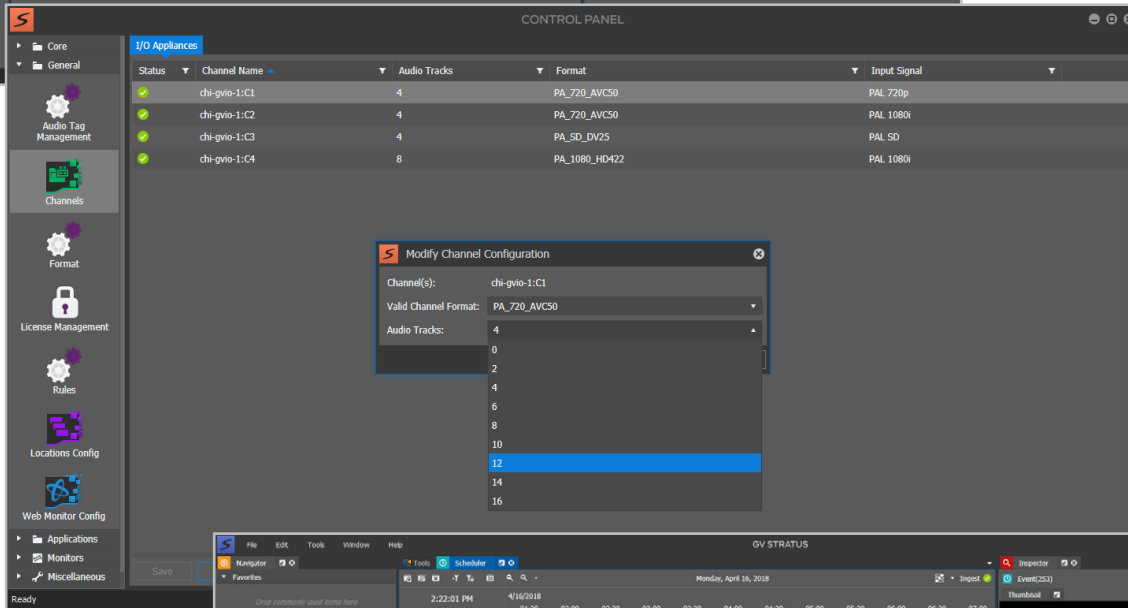 CONTROL PANEL
Core
I/O Appliances
General
Status Channel Name Audio Tracks Format Input Signal
chi-gvio-1:C1 4 PA_720_AVC50 PAL 720p
chi-gvio-1:C2 4 PA_720_AVC50 PAL 1080i
chi-gvio-1:C3 4 PA_SD_DV25 PAL SD
chi-gvio-1:C4 8 PA_1080_HD422 PAL 1080i
Audio Tag
Management
Channels
Format
License Management
Rules
Locations Config
Web Monitor Config
Applications
Monitors
Miscellaneous
Save
Ready
Modify Channel Configuration
Channel(s): chi-gvio-1:C1
Valid Channel Format: PA_720_AVC50
Audio Tracks: 4
0
2
4
6
8
10
12
14
16
File Edit Tools Window Help GV STRATUS
Navigator Tools Scheduler Inspector
Favorites Monday, April 16, 2018 Ingest Event(253)
Drop commonly used items here 2:22:01 PM 4/16/2018 Thumbnail